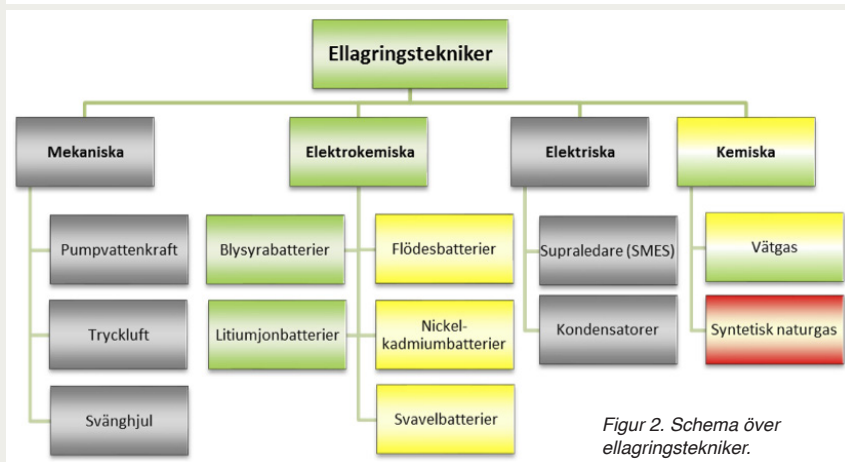 Ellagringstekniker
Mekaniska
Elektrokemiska
Elektriska
Kemiska
Pumpvattenkraft
Tryckluft
Svänghjul
Blysyrabatterier
Litiumjonbatterier
Flödesbatterier
Nickel-
kadmiumbatterier
Svavelbatterier
Supraledare (SMES)
Kondensatorer
Vätgas
Syntetisk naturgas
Figur 2. Schema över
ellagringstekniker.